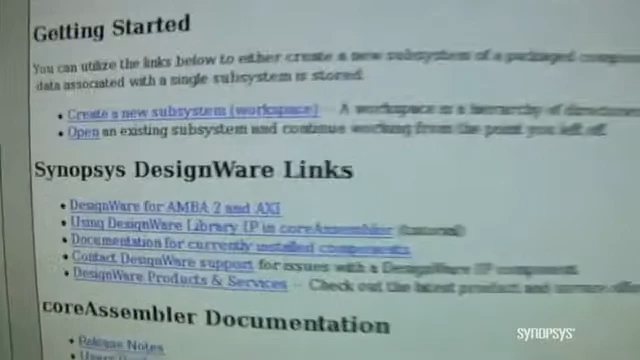 Getting Started
You can utilize the links below to either create a new subsystem of a packaged
data associated with a single subsystem is stored.
• Create a new subsystem (workspace) -- A workspace is a hierarchy of
• Open an existing subsystem and continue working from the point you left off.
Synopsys DesignWare Links
• DesignWare for AMBA 2 and AXI
• Using DesignWare Library IP in coreAssembler (tutorial)
• Documentation for currently installed components
• Contact DesignWare support for issues with a DesignWare IP component.
• DesignWare Products & Services -- Check out the latest product and
coreAssembler Documentation
• Release Notes
• Users
SYNOPSYS